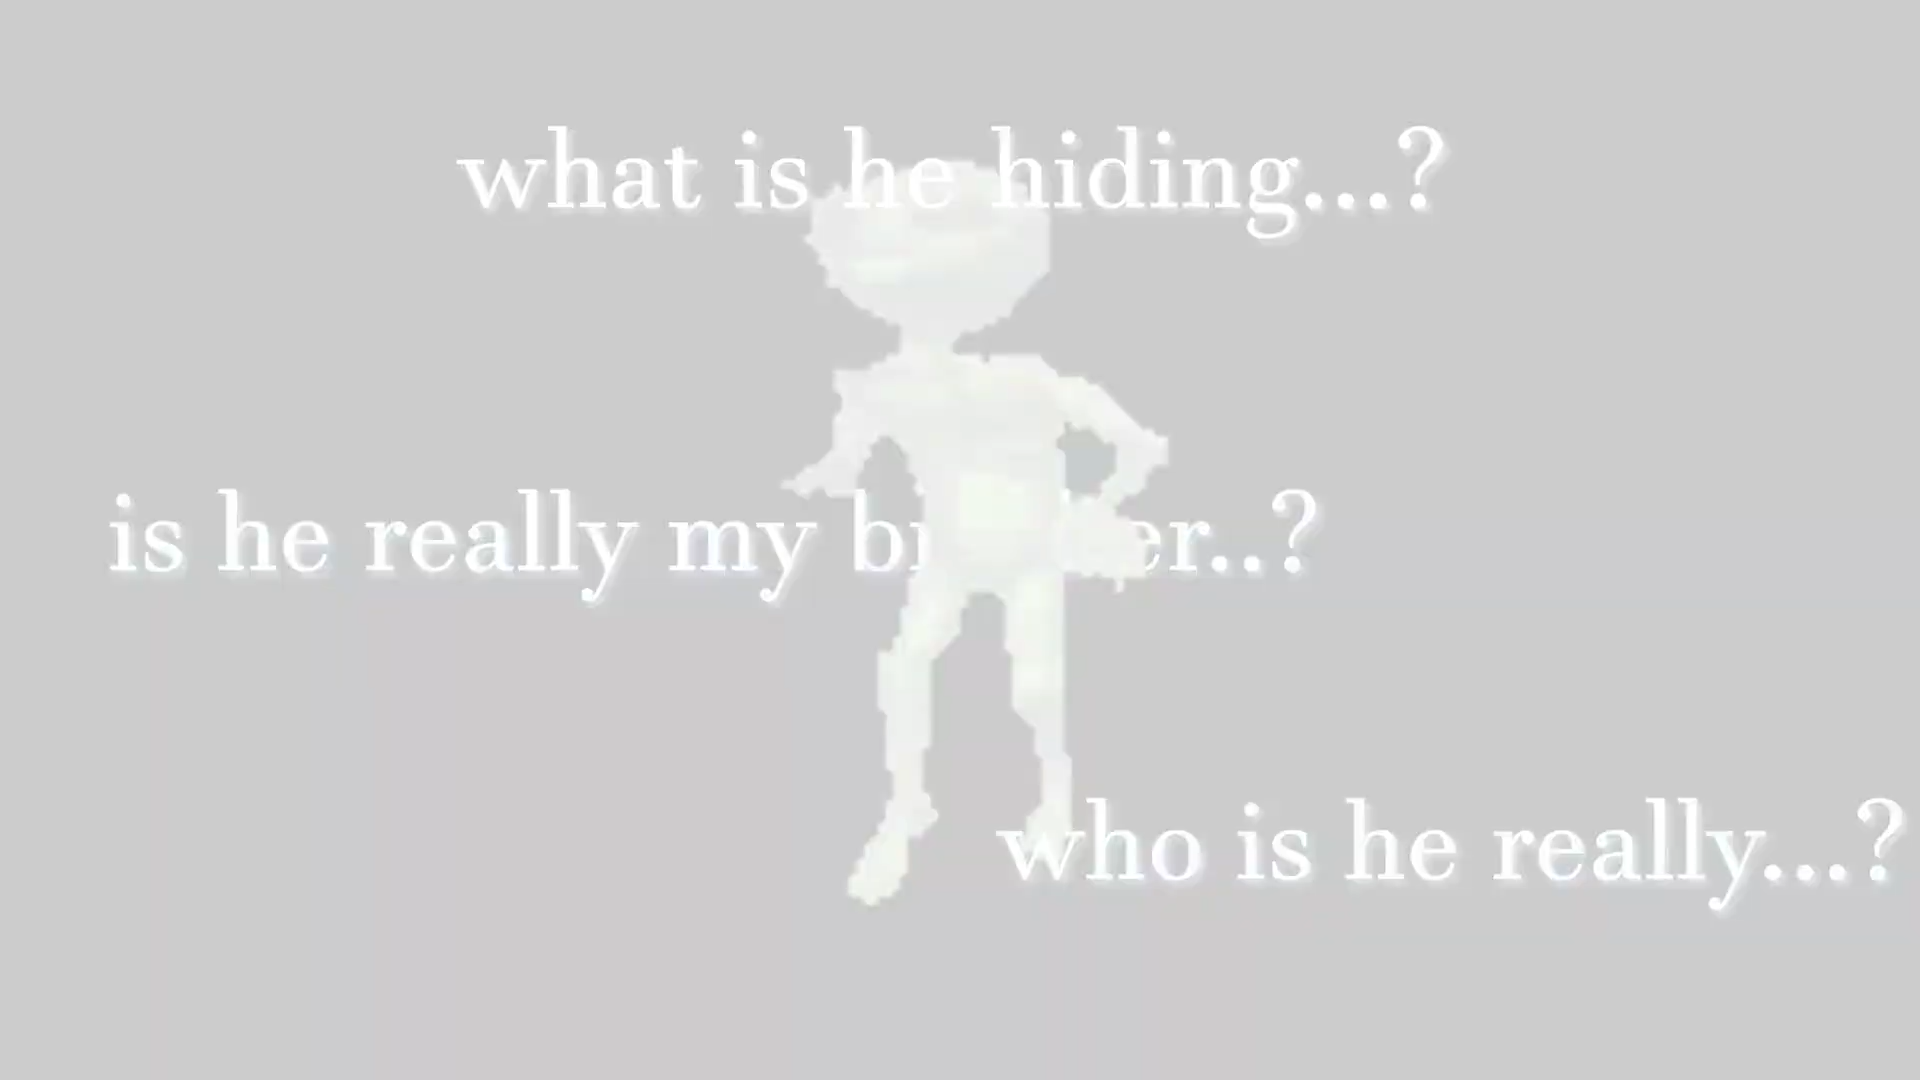 what is he hiding...?
is he really my
who is he really...?